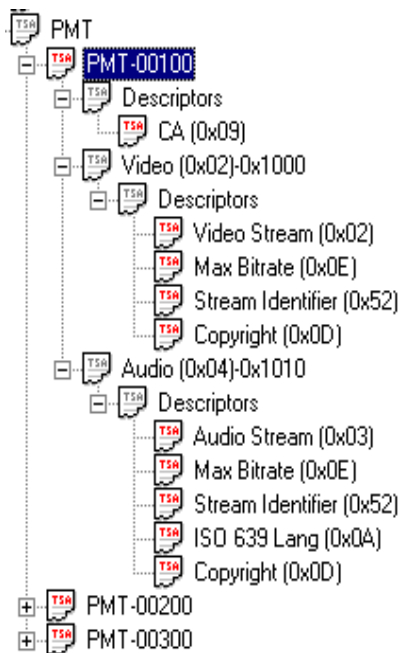 PMT
PMT-00100
Descriptors
CA (0x09)
Video (0x02)-0x1000
Descriptors
Video Stream (0x02)
Max Bitrate (0x0E)
Stream Identifier (0x52)
Copyright (0x0D)
Audio (0x04)-0x1010
Descriptors
Audio Stream (0x03)
Max Bitrate (0x0E)
Stream Identifier (0x52)
ISO 639 Lang (0x0A)
Copyright (0x0D)
PMT-00200
PMT-00300